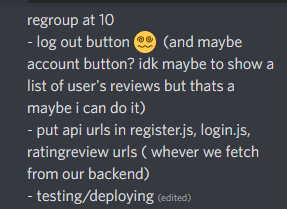 regroup at 10
- log out button 😵‍💫 (and maybe
account button? idk maybe to show a
list of user's reviews but thats a
maybe i can do it)
- put api urls in register.js, login.js,
ratingreview urls ( whever we fetch
from our backend)
- testing/deploying (edited)